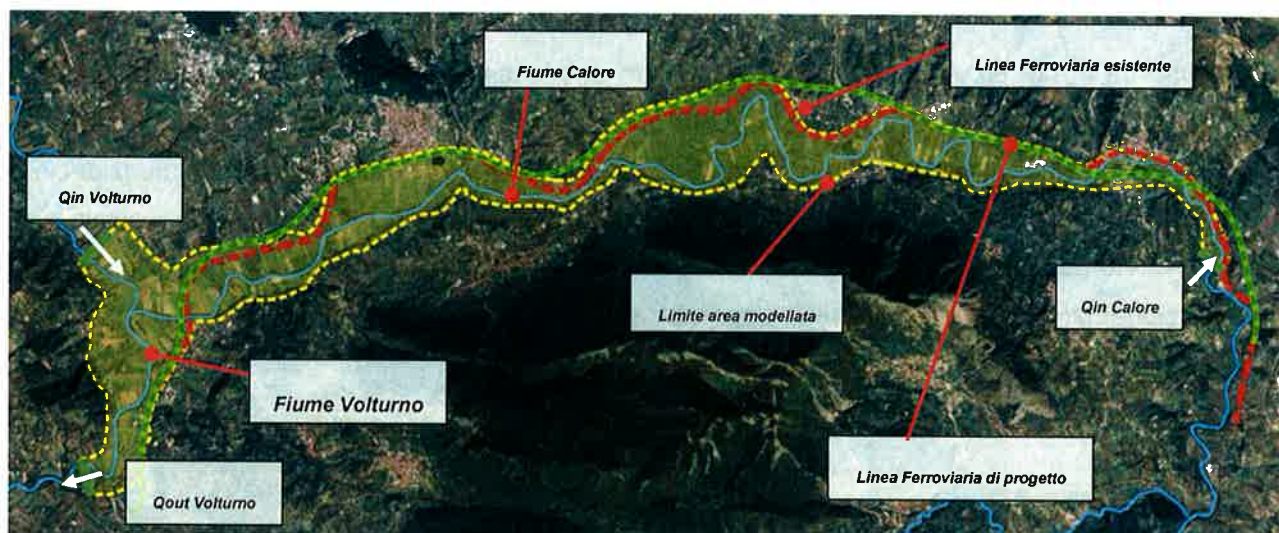 Fiume Calore
Linea Ferroviaria esistente
Qin Volturno
Limite area modellata
Qin Calore
Fiume Volturno
Linea Ferroviaria di progetto
Qout Volturno